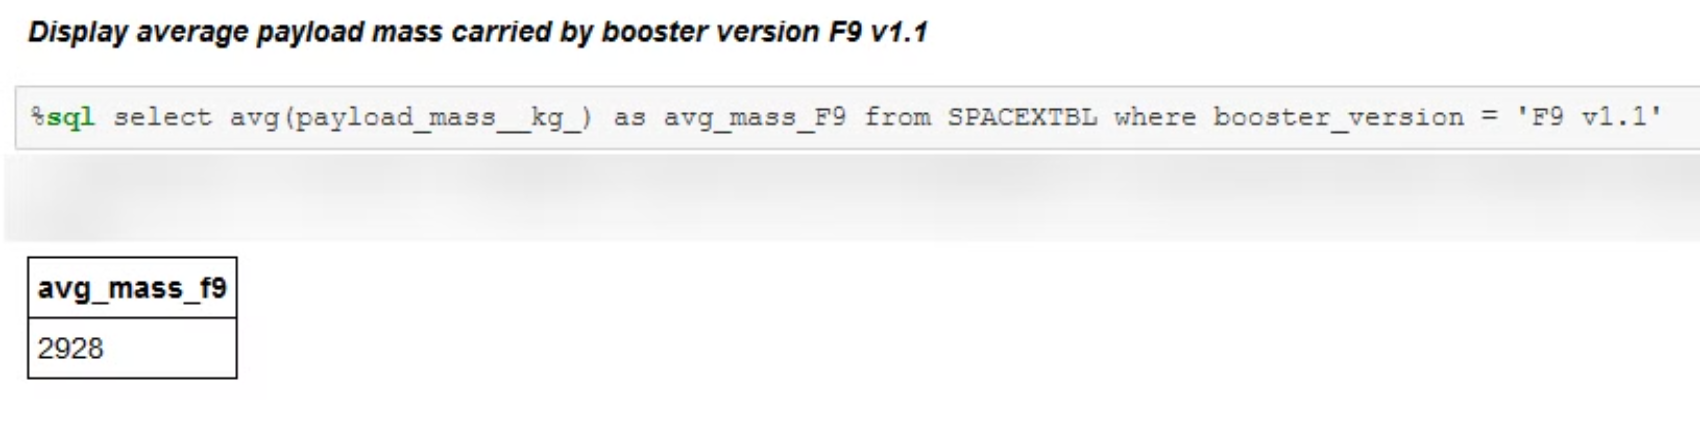 Display average payload mass carried by booster version F9 v1.1
%sql select avg(payload_mass__kg_) as avg_mass_F9 from SPACEXTBL where booster_version = 'F9 v1.1'
avg_mass_f9
2928